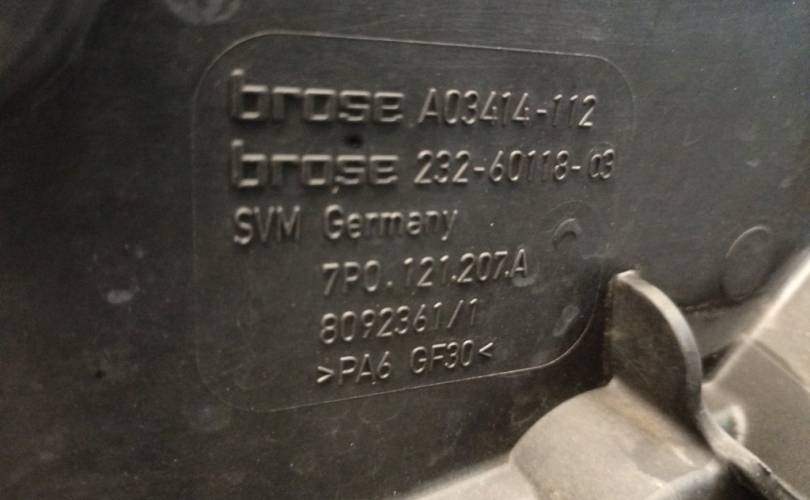 brose A03414-112
brose 232-60118-03
SVM Germany
7P0.121.207.A
8092361/1
>PA6 GF30<